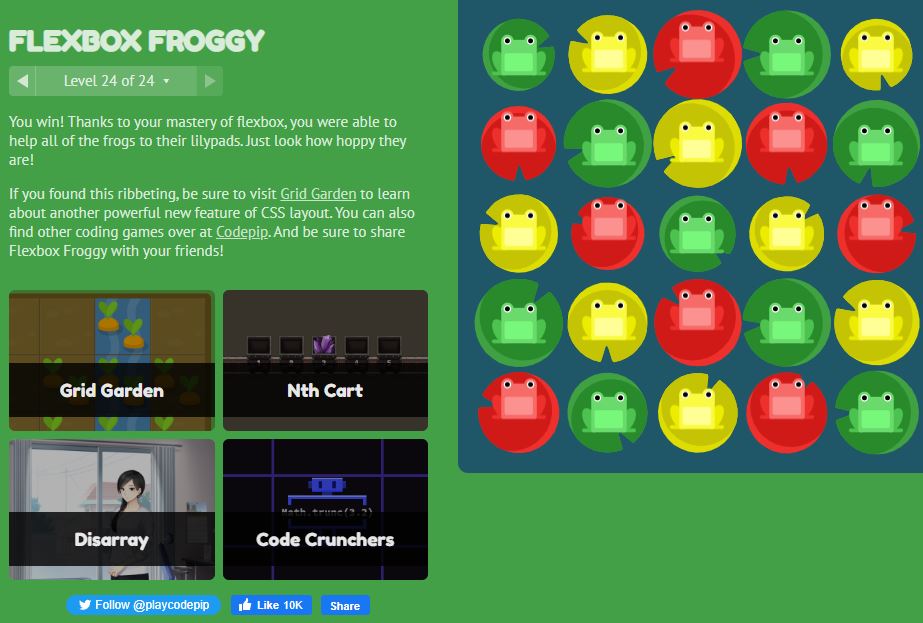 FLEXBOX FROGGY
Level 24 of 24
You win! Thanks to your mastery of flexbox, you were able to
help all of the frogs to their lilypads. Just look how hoppy they
are!
If you found this ribbeting, be sure to visit Grid Garden to learn
about another powerful new feature of CSS layout. You can also
find other coding games over at Codepip. And be sure to share
Flexbox Froggy with your friends!
Grid Garden
1 2 3 4 5
Nth Cart
Disarray
Math.trunc(3.2)
Code Crunchers
Follow @playcodepip
Like 10K
Share